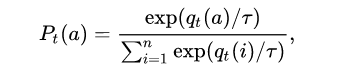 P_t(a) = \frac{\exp(q_t(a)/\tau)}{\sum_{i=1}^{n} \exp(q_t(i)/\tau)},